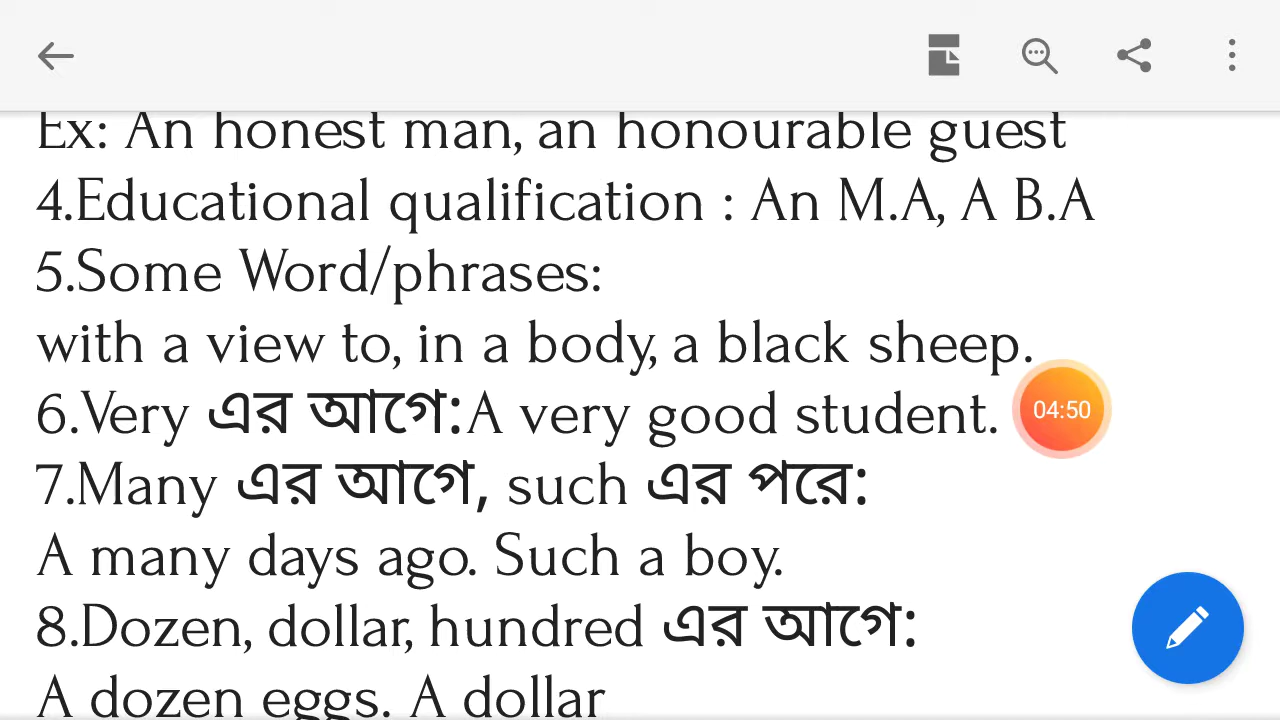 Ex: An honest man, an honourable guest
4.Educational qualification : An M.A, A B.A
5.Some Word/phrases:
with a view to, in a body, a black sheep.
6.Very এর আগে:A very good student.
04:50
7.Many এর আগে, such এর পরে:
A many days ago. Such a boy.
8.Dozen, dollar, hundred এর আগে:
A dozen eggs. A dollar